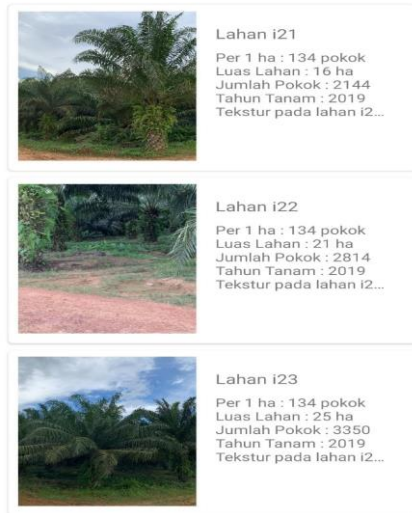 Lahan i21
Per 1 ha : 134 pokok
Luas Lahan : 16 ha
Jumlah Pokok : 2144
Tahun Tanam : 2019
Tekstur pada lahan i2...
Lahan i22
Per 1 ha : 134 pokok
Luas Lahan : 21 ha
Jumlah Pokok : 2814
Tahun Tanam : 2019
Tekstur pada lahan i2...
Lahan i23
Per 1 ha : 134 pokok
Luas Lahan : 25 ha
Jumlah Pokok : 3350
Tahun Tanam : 2019
Tekstur pada lahan i2...